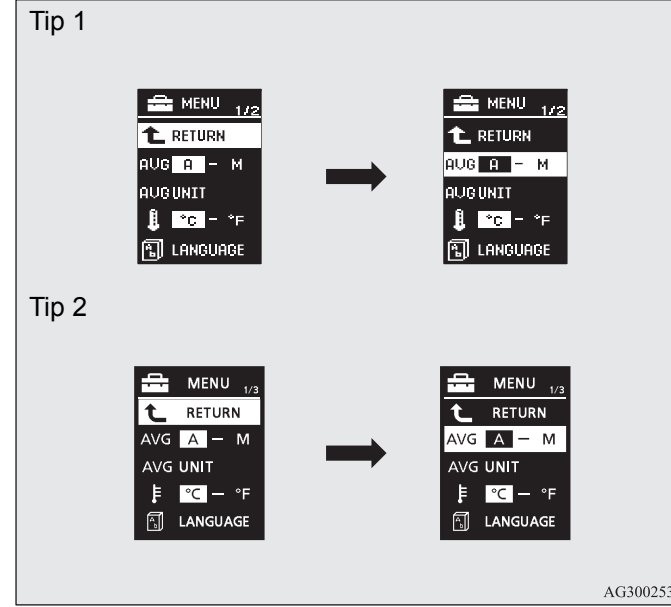 Tip 1
MENU 1/2
RETURN
AVG A - M
AVG UNIT
°C - °F
LANGUAGE
MENU 1/2
RETURN
AVG A - M
AVG UNIT
°C - °F
LANGUAGE
Tip 2
MENU 1/3
RETURN
AVG A — M
AVG UNIT
°C — °F
A b LANGUAGE
MENU 1/3
RETURN
AVG A — M
AVG UNIT
°C — °F
A b LANGUAGE
AG300253